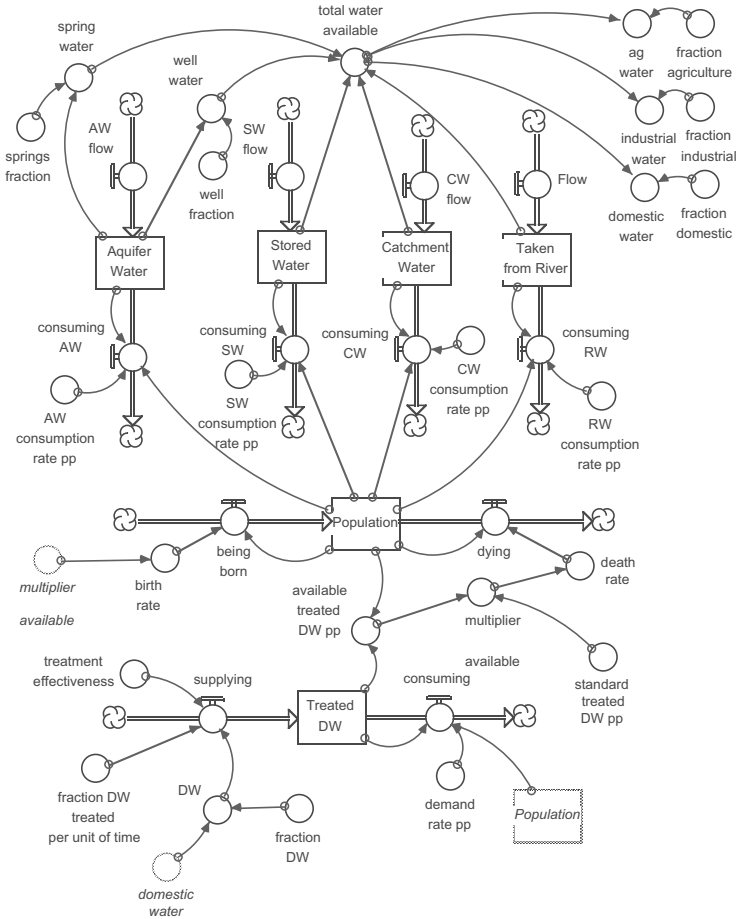 total water
available
spring
water
well
water
ag
water
fraction
agriculture
AW
flow
SW
flow
springs
fraction
well
fraction
CW
flow
Flow
industrial
water
fraction
industrial
domestic
water
fraction
domestic
Aquifer
Water
Stored
Water
Catchment
Water
Taken
from River
consuming
AW
consuming
SW
consuming
CW
consuming
RW
AW
consumption
rate pp
SW
consumption
rate pp
CW
consumption
rate pp
RW
consumption
rate pp
Population
being
born
dying
multiplier
available
birth
rate
available
treated
DW pp
multiplier
death
rate
treatment
effectiveness
supplying
Treated
DW
consuming
available
standard
treated
DW pp
fraction DW
treated
per unit of time
DW
fraction
DW
demand
rate pp
Population
domestic
water